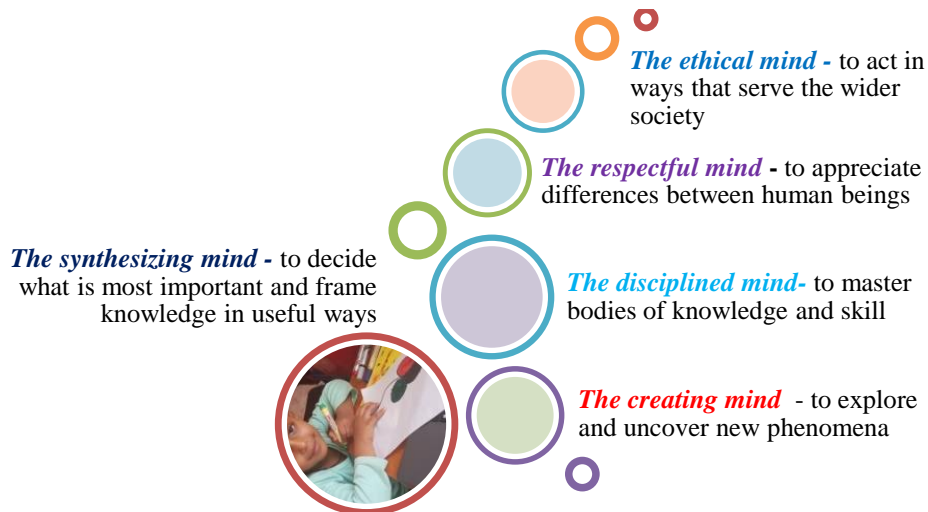 The ethical mind - to act in
ways that serve the wider
society
The respectful mind - to appreciate
differences between human beings
The synthesizing mind - to decide
what is most important and frame
knowledge in useful ways
The disciplined mind- to master
bodies of knowledge and skill
The creating mind - to explore
and uncover new phenomena